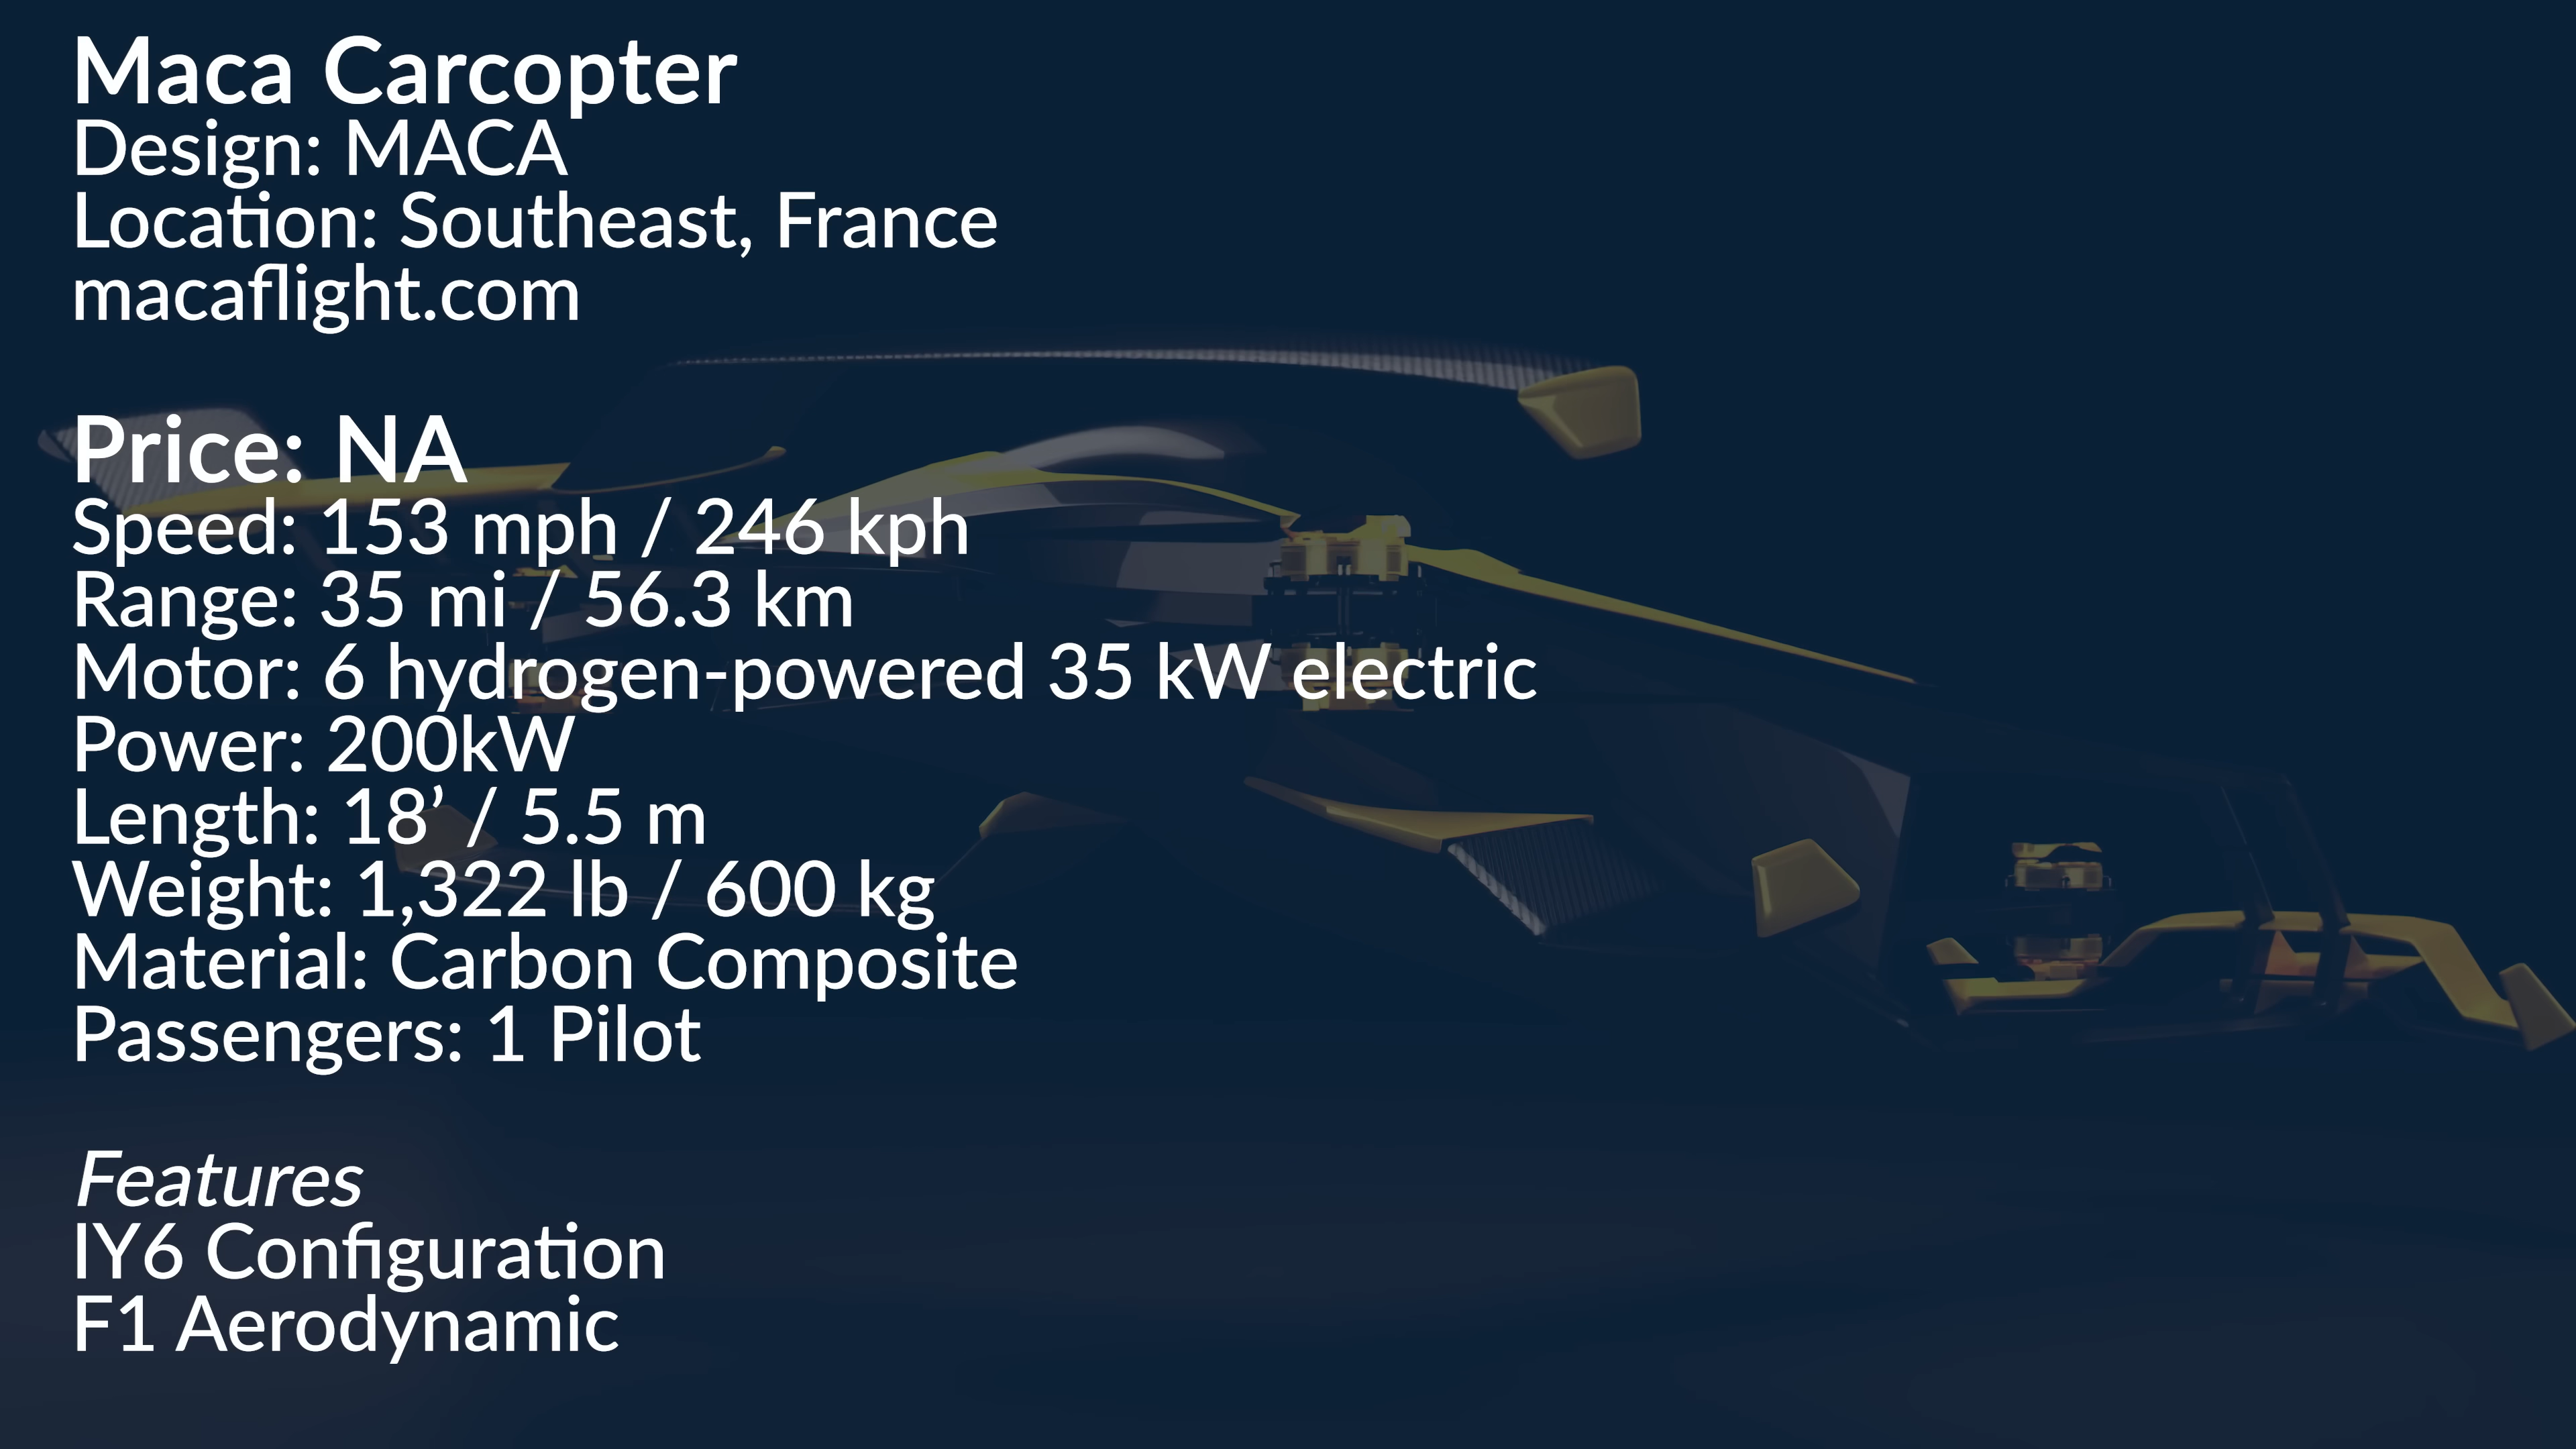 Maca Carcopter
Design: MACA
Location: Southeast, France
macaflight.com
Price: NA
Speed: 153 mph / 246 kph
Range: 35 mi / 56.3 km
Motor: 6 hydrogen-powered 35 kW electric
Power: 200kW
Length: 18’ / 5.5 m
Weight: 1,322 lb / 600 kg
Material: Carbon Composite
Passengers: 1 Pilot
Features
IY6 Configuration
F1 Aerodynamic